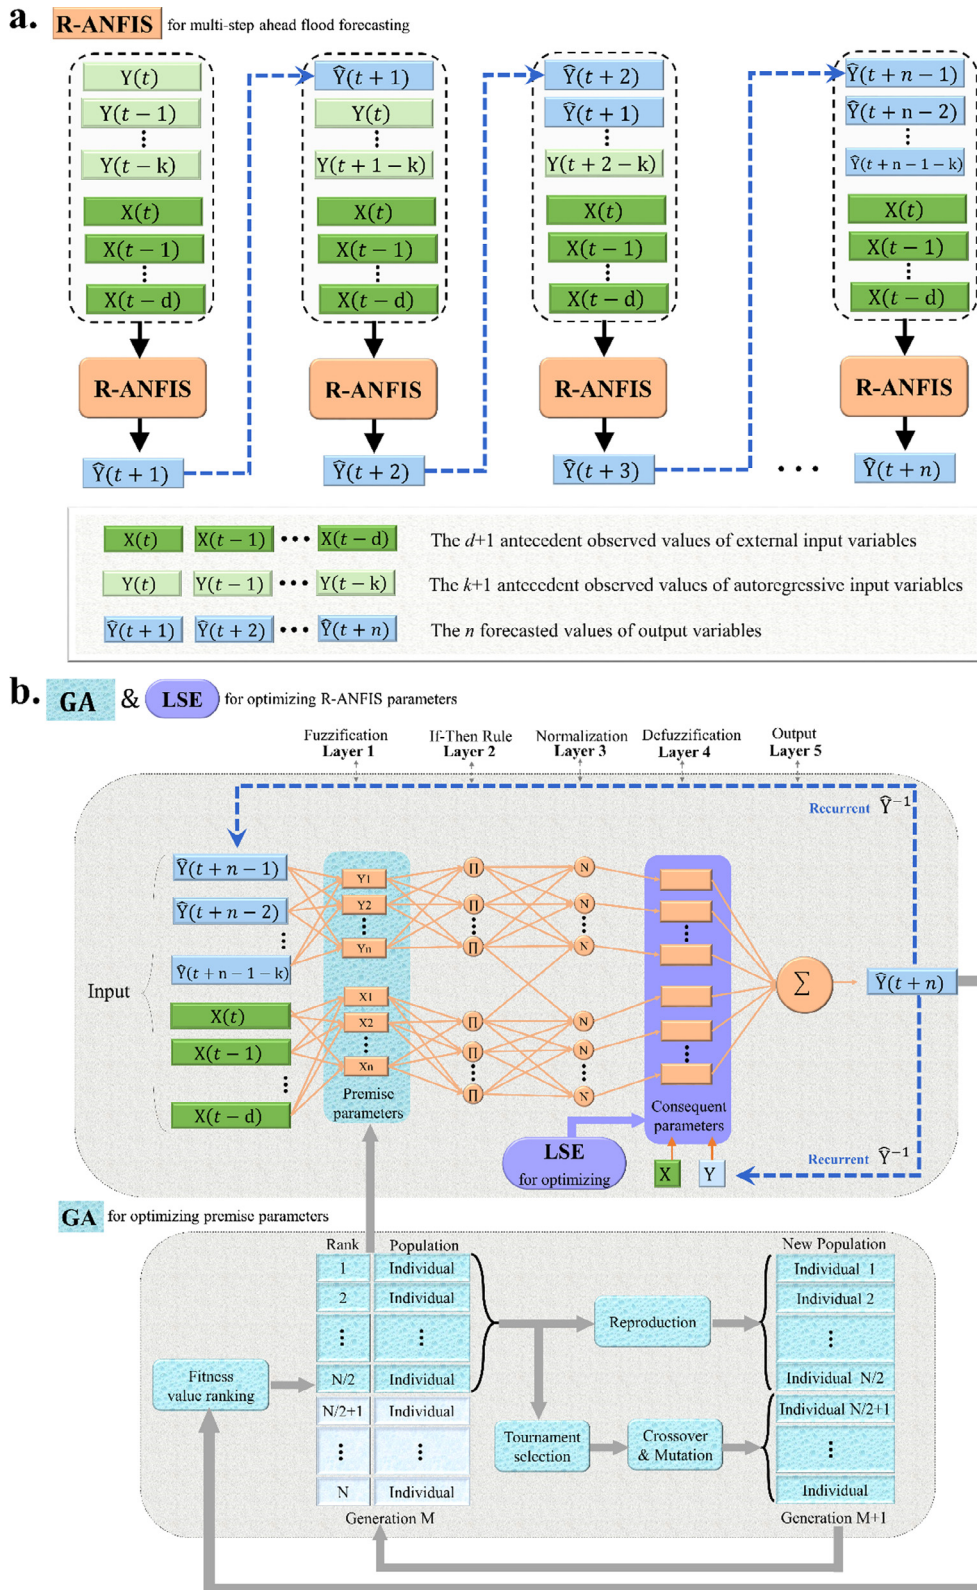 a. R-ANFIS for multi-step ahead flood forecasting
Y(t) Ŷ(t + 1) Ŷ(t + 2) Ŷ(t + n − 1)
Y(t − 1) Y(t) Ŷ(t + 1) Ŷ(t + n − 2)
Y(t − k) Y(t + 1 − k) Y(t + 2 − k) Ŷ(t + n − 1 − k)
X(t) X(t) X(t) X(t)
X(t − 1) X(t − 1) X(t − 1) X(t − 1)
X(t − d) X(t − d) X(t − d) X(t − d)
R-ANFIS R-ANFIS R-ANFIS R-ANFIS
Ŷ(t + 1) Ŷ(t + 2) Ŷ(t + 3) ··· Ŷ(t + n)
X(t) X(t − 1) ··· X(t − d) The d+1 antecedent observed values of external input variables
Y(t) Y(t − 1) ··· Y(t − k) The k+1 antecedent observed values of autoregressive input variables
Ŷ(t + 1) Ŷ(t + 2) ··· Ŷ(t + n) The n forecasted values of output variables
b. GA & LSE for optimizing R-ANFIS parameters
Fuzzification If-Then Rule Normalization Defuzzification Output
Layer 1 Layer 2 Layer 3 Layer 4 Layer 5
Recurrent Ŷ⁻¹
Input
Ŷ(t + n − 1)
Ŷ(t + n − 2)
Ŷ(t + n − 1 − k)
X(t)
X(t − 1)
X(t − d)
Y1
Y2
Yn
X1
X2
Xn
Premise
parameters
∏
∏
∏
∏
∏
∏
N
N
N
N
N
N
Consequent
parameters
∑
Ŷ(t + n)
LSE
for optimizing
X Y
Recurrent Ŷ⁻¹
GA for optimizing premise parameters
Rank Population
1 Individual
2 Individual
N/2 Individual
N/2+1 Individual
N Individual
Generation M
Fitness
value ranking
Reproduction
Tournament
selection
Crossover
& Mutation
New Population
Individual 1
Individual 2
Individual N/2
Individual N/2+1
Individual
Generation M+1